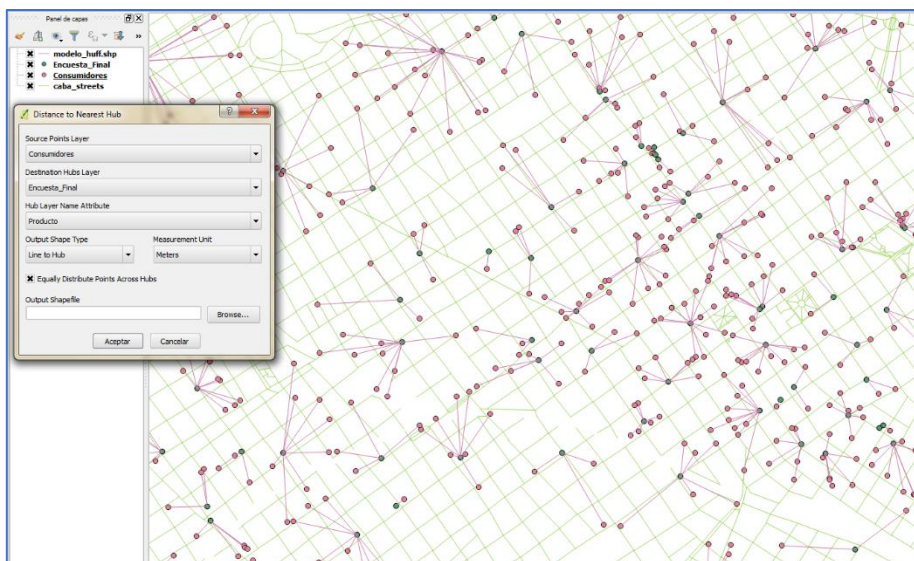 Panel de capas
modelo_huff.shp
Encuesta_Final
Consumidores
caba_streets
Distance to Nearest Hub
Source Points Layer
Consumidores
Destination Hubs Layer
Encuesta_Final
Hub Layer Name Attribute
Producto
Output Shape Type Measurement Unit
Line to Hub Meters
Equally Distribute Points Across Hubs
Output Shapefile
Browse...
Aceptar Cancelar